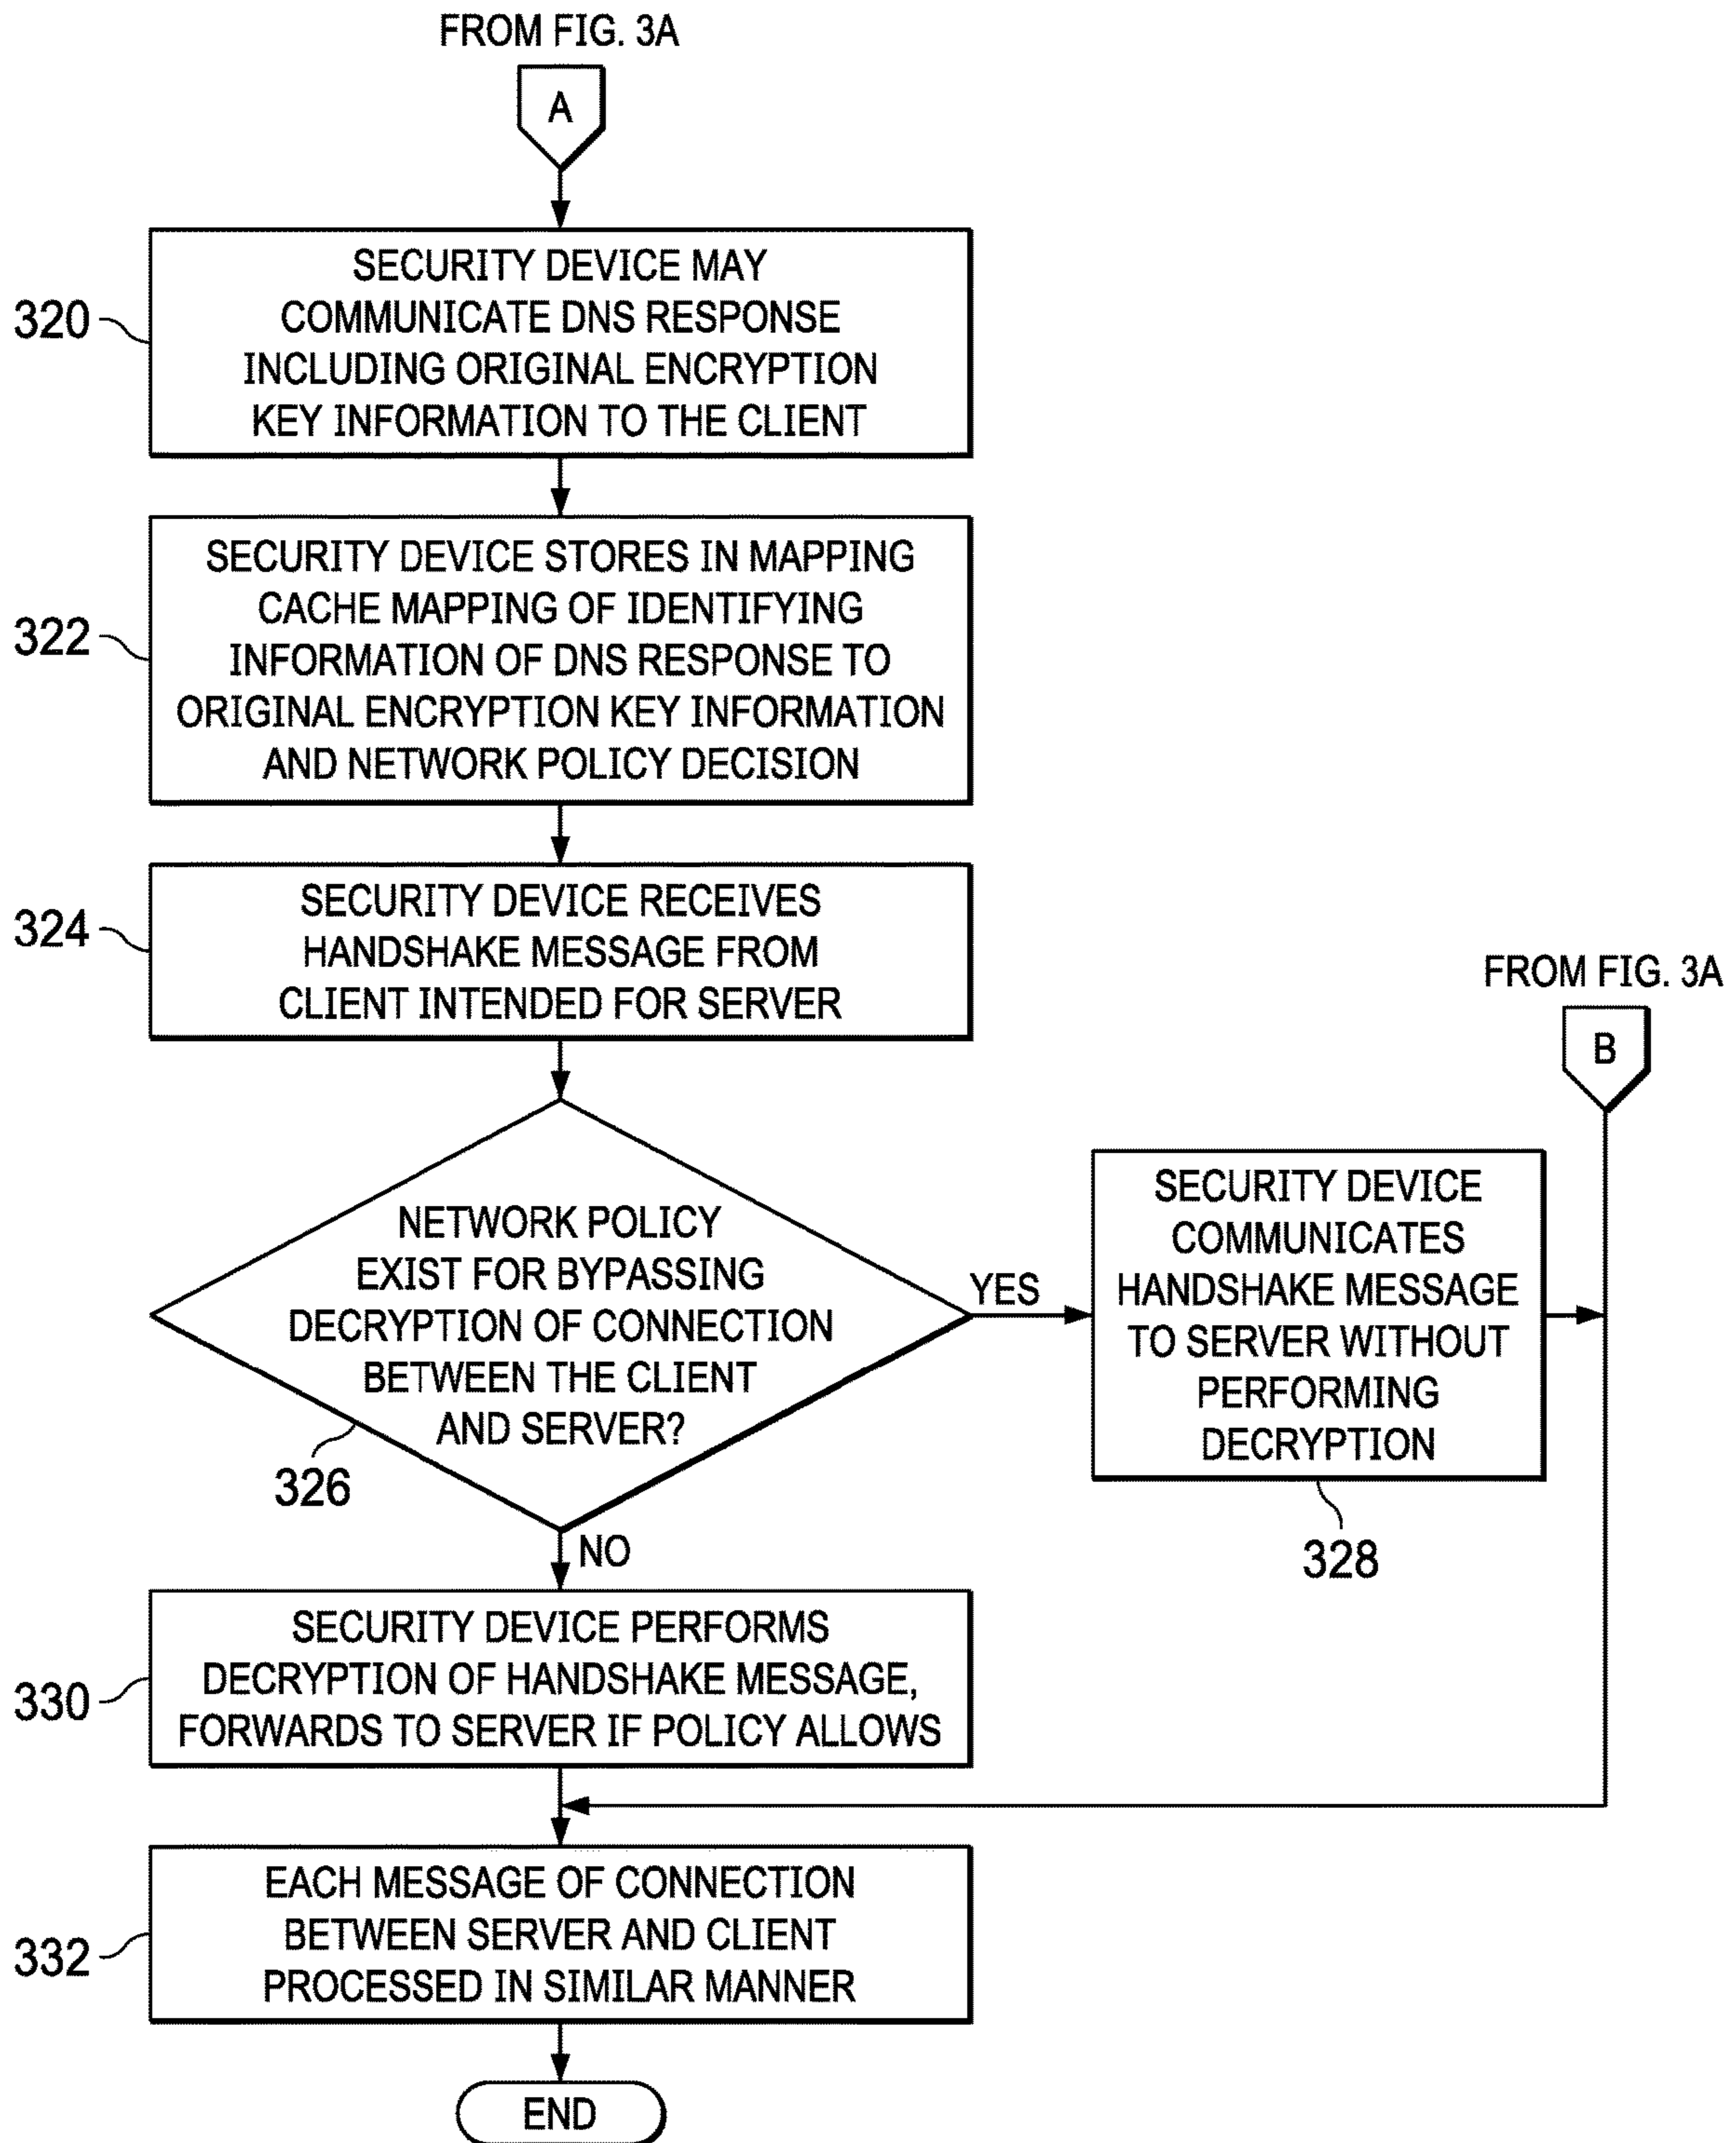 FROM FIG. 3A
A
320
SECURITY DEVICE MAY
COMMUNICATE DNS RESPONSE
INCLUDING ORIGINAL ENCRYPTION
KEY INFORMATION TO THE CLIENT
322
SECURITY DEVICE STORES IN MAPPING
CACHE MAPPING OF IDENTIFYING
INFORMATION OF DNS RESPONSE TO
ORIGINAL ENCRYPTION KEY INFORMATION
AND NETWORK POLICY DECISION
324
SECURITY DEVICE RECEIVES
HANDSHAKE MESSAGE FROM
CLIENT INTENDED FOR SERVER
FROM FIG. 3A
B
NETWORK POLICY
EXIST FOR BYPASSING
DECRYPTION OF CONNECTION
BETWEEN THE CLIENT
AND SERVER?
326
YES
SECURITY DEVICE
COMMUNICATES
HANDSHAKE MESSAGE
TO SERVER WITHOUT
PERFORMING
DECRYPTION
328
NO
330
SECURITY DEVICE PERFORMS
DECRYPTION OF HANDSHAKE MESSAGE,
FORWARDS TO SERVER IF POLICY ALLOWS
332
EACH MESSAGE OF CONNECTION
BETWEEN SERVER AND CLIENT
PROCESSED IN SIMILAR MANNER
END